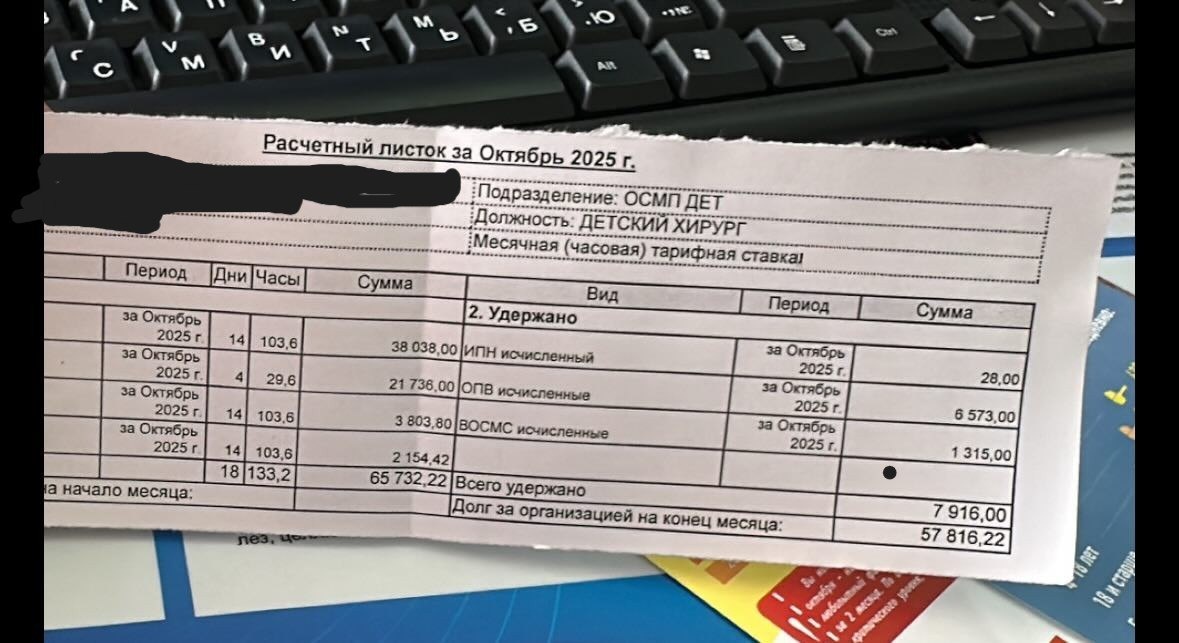 А
П
М
Ь
< , Б
> . Ю
Г С
V М
В И
N Т
М Ь
Alt
Ctrl
Расчетный листок за Октябрь 2025 г.
Подразделение: ОСМП ДЕТ
Должность: ДЕТСКИЙ ХИРУРГ
Месячная (часовая) тарифная ставка
Период Дни Часы Сумма Вид Период Сумма
2. Удержано
за Октябрь 2025 г. 14 103,6 38 038,00 ИПН исчисленный за Октябрь 2025 г. 28,00
за Октябрь 2025 г. 4 29,6 21 736,00 ОПВ исчисленные за Октябрь 2025 г. 6 573,00
за Октябрь 2025 г. 14 103,6 3 803,80 ВОСМС исчисленные за Октябрь 2025 г. 1 315,00
за Октябрь 2025 г. 14 103,6 2 154,42
18 133,2 65 732,22 Всего удержано 7 916,00
на начало месяца: Долг за организацией на конец месяца: 57 816,22
лет
18 и старше